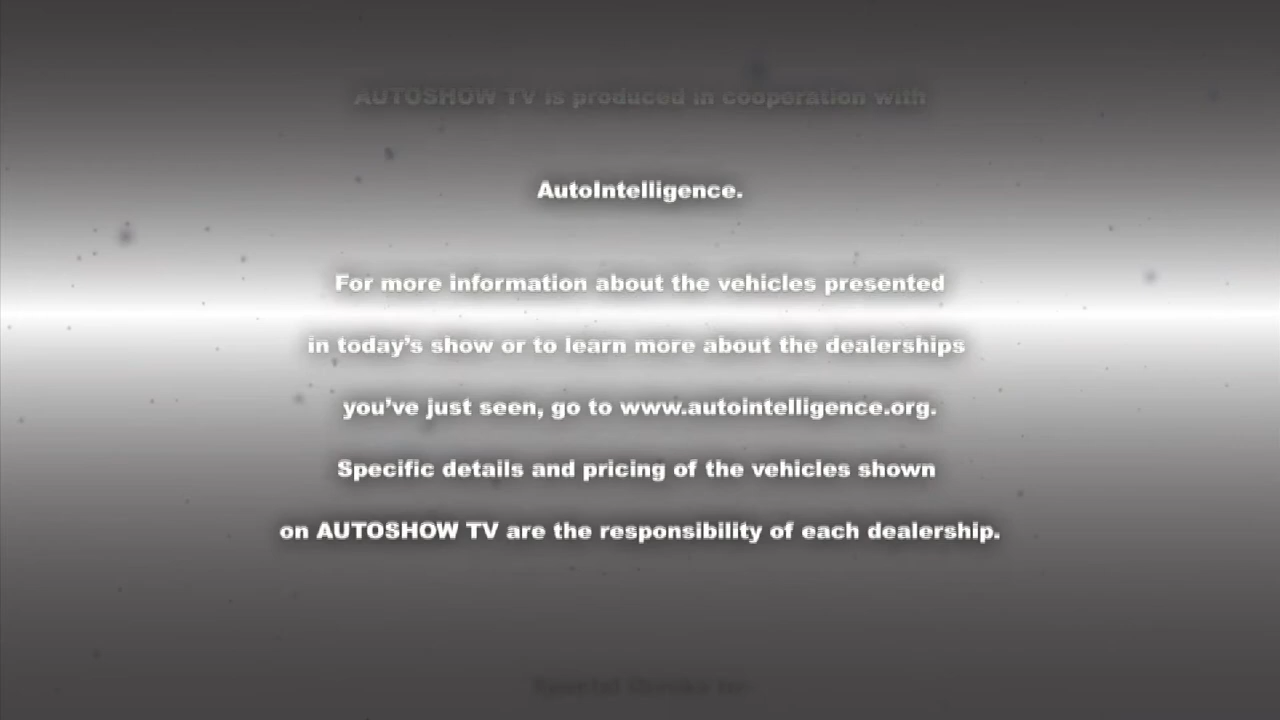 AUTOSHOW TV is produced in cooperation with
AutoIntelligence.
For more information about the vehicles presented
in today’s show or to learn more about the dealerships
you’ve just seen, go to www.autointelligence.org.
Specific details and pricing of the vehicles shown
on AUTOSHOW TV are the responsibility of each dealership.